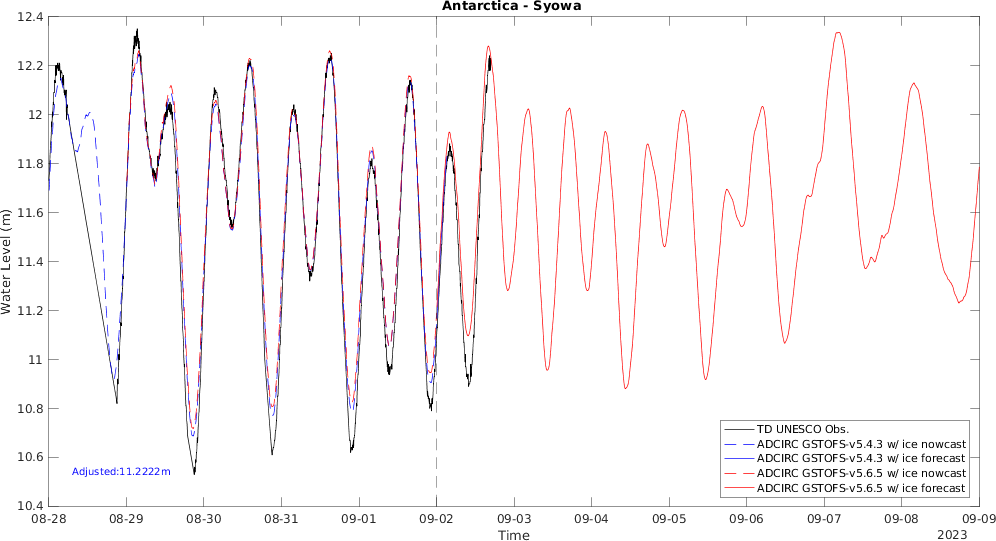 Antarctica - Syowa
12.4
12.2
12
11.8
11.6
11.4
11.2
11
10.8
10.6
10.4
Water Level (m)
Adjusted:11.2222m
TD UNESCO Obs.
ADCIRC GSTOFS-v5.4.3 w/ ice nowcast
ADCIRC GSTOFS-v5.4.3 w/ ice forecast
ADCIRC GSTOFS-v5.6.5 w/ ice nowcast
ADCIRC GSTOFS-v5.6.5 w/ ice forecast
08-28 08-29 08-30 08-31 09-01 09-02 09-03 09-04 09-05 09-06 09-07 09-08 09-09
Time
2023